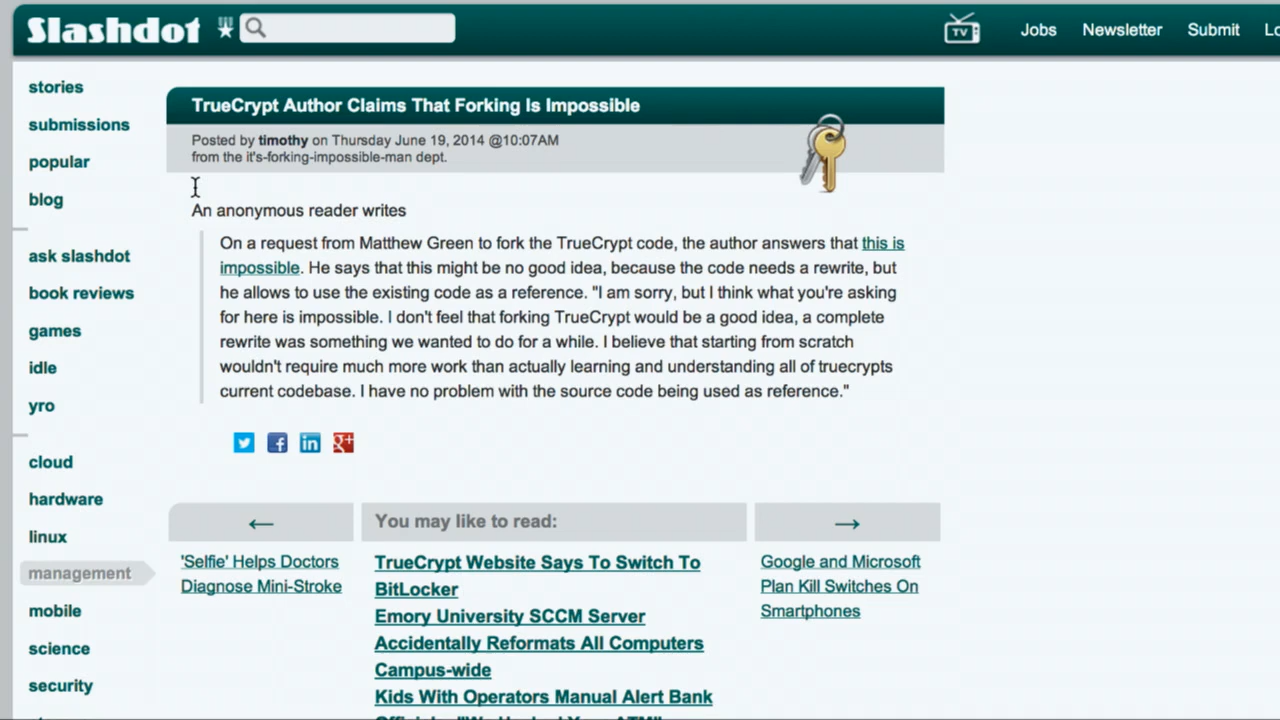 Slashdot
TV
Jobs
Newsletter
Submit
stories
submissions
popular
blog
ask slashdot
book reviews
games
idle
yro
cloud
hardware
linux
management
mobile
science
security
TrueCrypt Author Claims That Forking Is Impossible
Posted by timothy on Thursday June 19, 2014 @10:07AM
from the it's-forking-impossible-man dept.
An anonymous reader writes
On a request from Matthew Green to fork the TrueCrypt code, the author answers that this is
impossible. He says that this might be no good idea, because the code needs a rewrite, but
he allows to use the existing code as a reference. "I am sorry, but I think what you're asking
for here is impossible. I don't feel that forking TrueCrypt would be a good idea, a complete
rewrite was something we wanted to do for a while. I believe that starting from scratch
wouldn't require much more work than actually learning and understanding all of truecrypts
current codebase. I have no problem with the source code being used as reference."
f
in
g+
←
'Selfie' Helps Doctors
Diagnose Mini-Stroke
You may like to read:
TrueCrypt Website Says To Switch To
BitLocker
Emory University SCCM Server
Accidentally Reformats All Computers
Campus-wide
Kids With Operators Manual Alert Bank
→
Google and Microsoft
Plan Kill Switches On
Smartphones